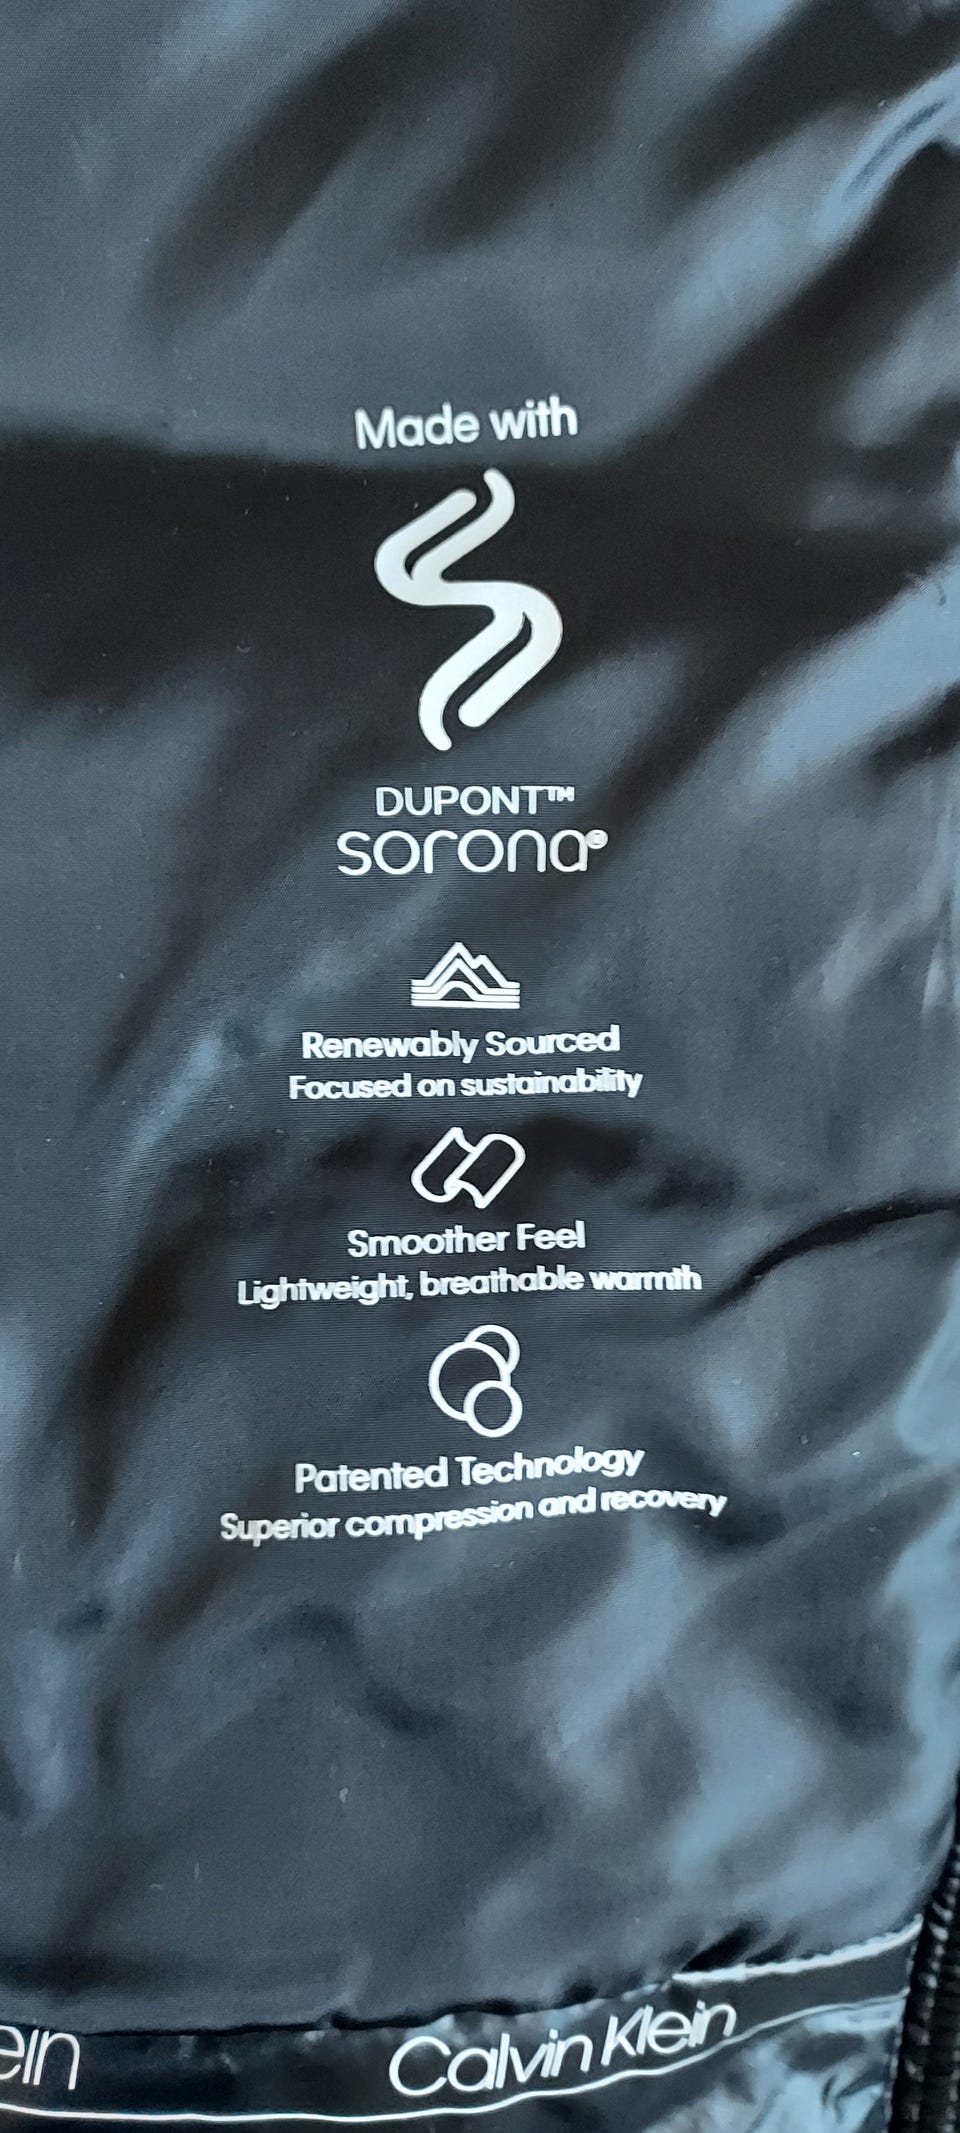 Made with
DUPONT™
sorona®
Renewably Sourced
Focused on sustainability
Smoother Feel
Lightweight, breathable warmth
Patented Technology
Superior compression and recovery
ein Calvin Klein